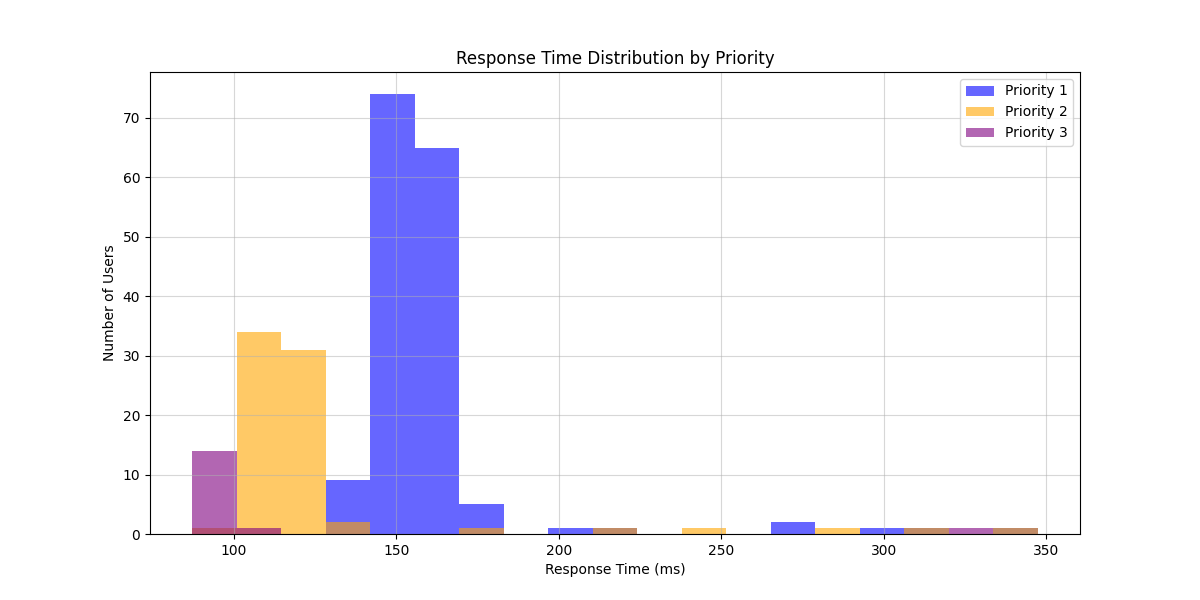 Response Time Distribution by Priority
Priority 1
Priority 2
Priority 3
Number of Users
70
60
50
40
30
20
10
0
100 150 200 250 300 350
Response Time (ms)